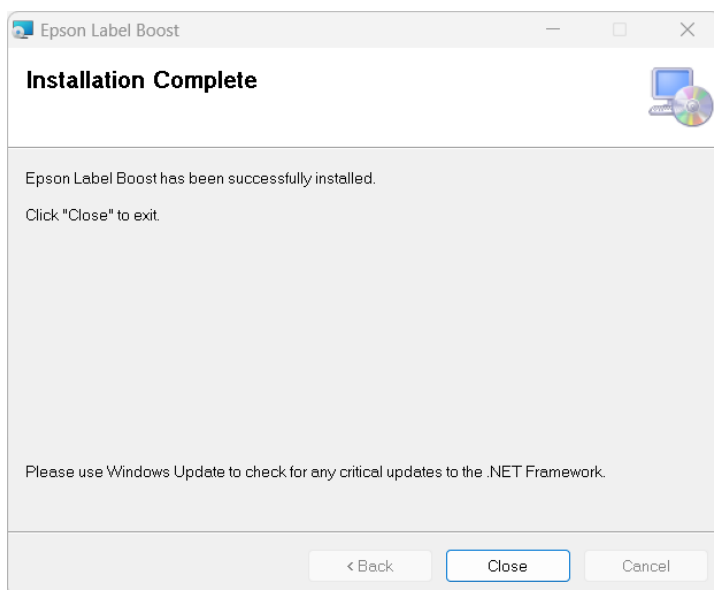 Epson Label Boost
Installation Complete
Epson Label Boost has been successfully installed.
Click "Close" to exit.
Please use Windows Update to check for any critical updates to the .NET Framework.
< Back
Close
Cancel